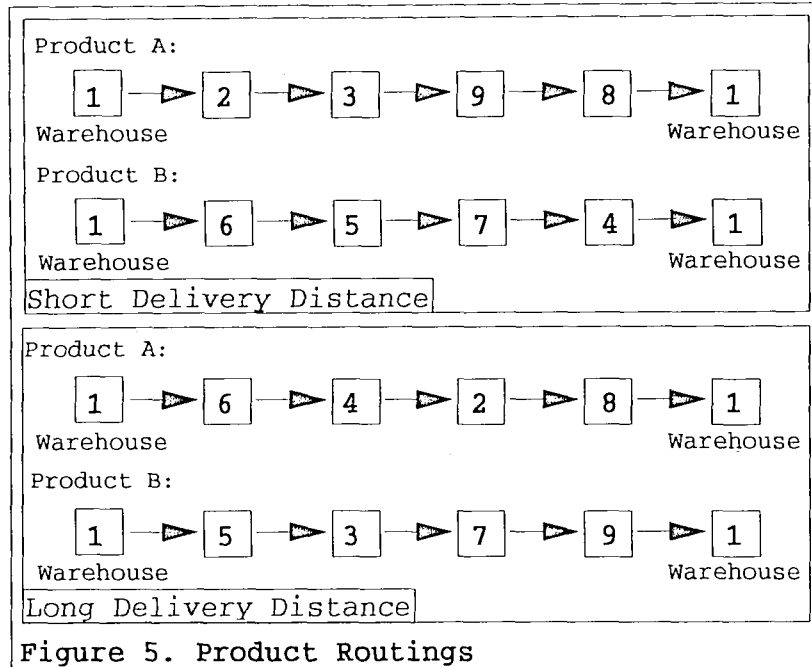 Product A:
1 2 3 9 8 1
Warehouse Warehouse
Product B:
1 6 5 7 4 1
Warehouse Warehouse
Short Delivery Distance
Product A:
1 6 4 2 8 1
Warehouse Warehouse
Product B:
1 5 3 7 9 1
Warehouse Warehouse
Long Delivery Distance
Figure 5. Product Routings